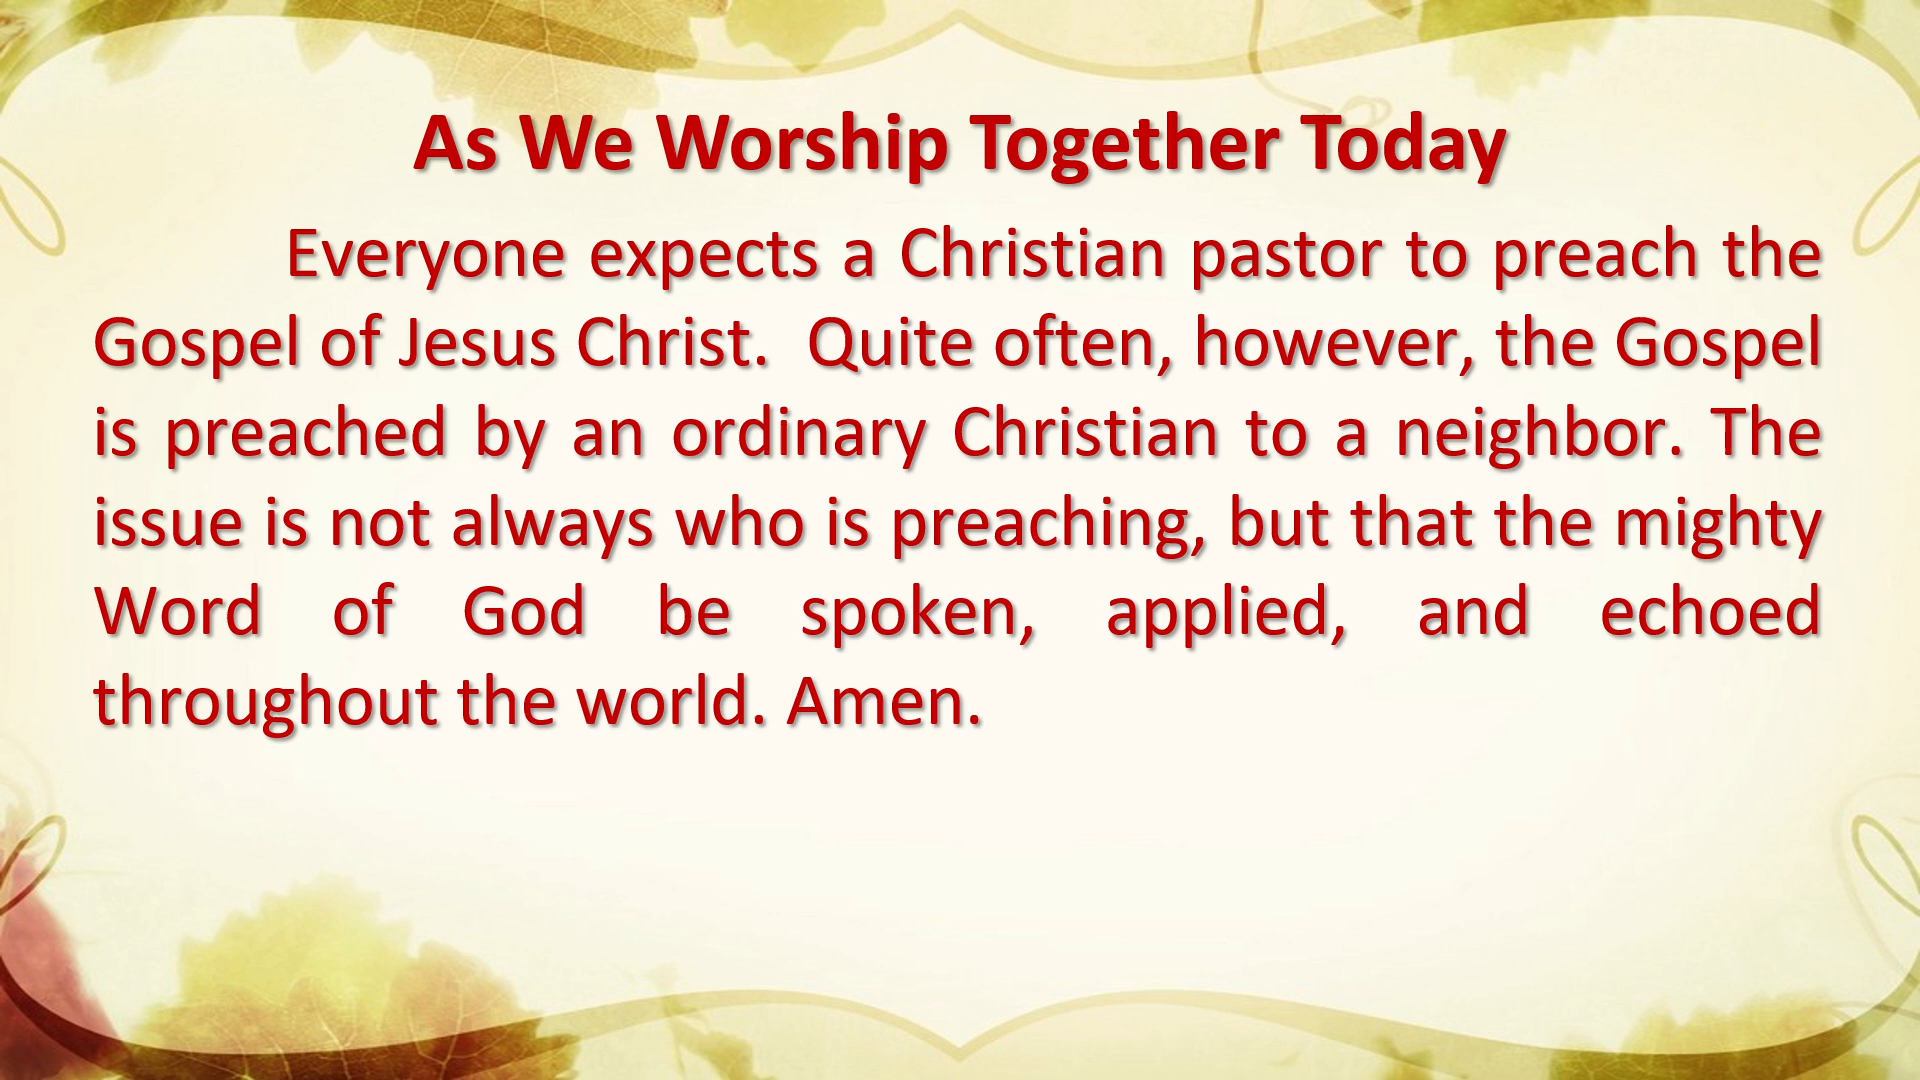 As We Worship Together Today
Everyone expects a Christian pastor to preach the
Gospel of Jesus Christ.  Quite often, however, the Gospel
is preached by an ordinary Christian to a neighbor. The
issue is not always who is preaching, but that the mighty
Word of God be spoken, applied, and echoed
throughout the world. Amen.